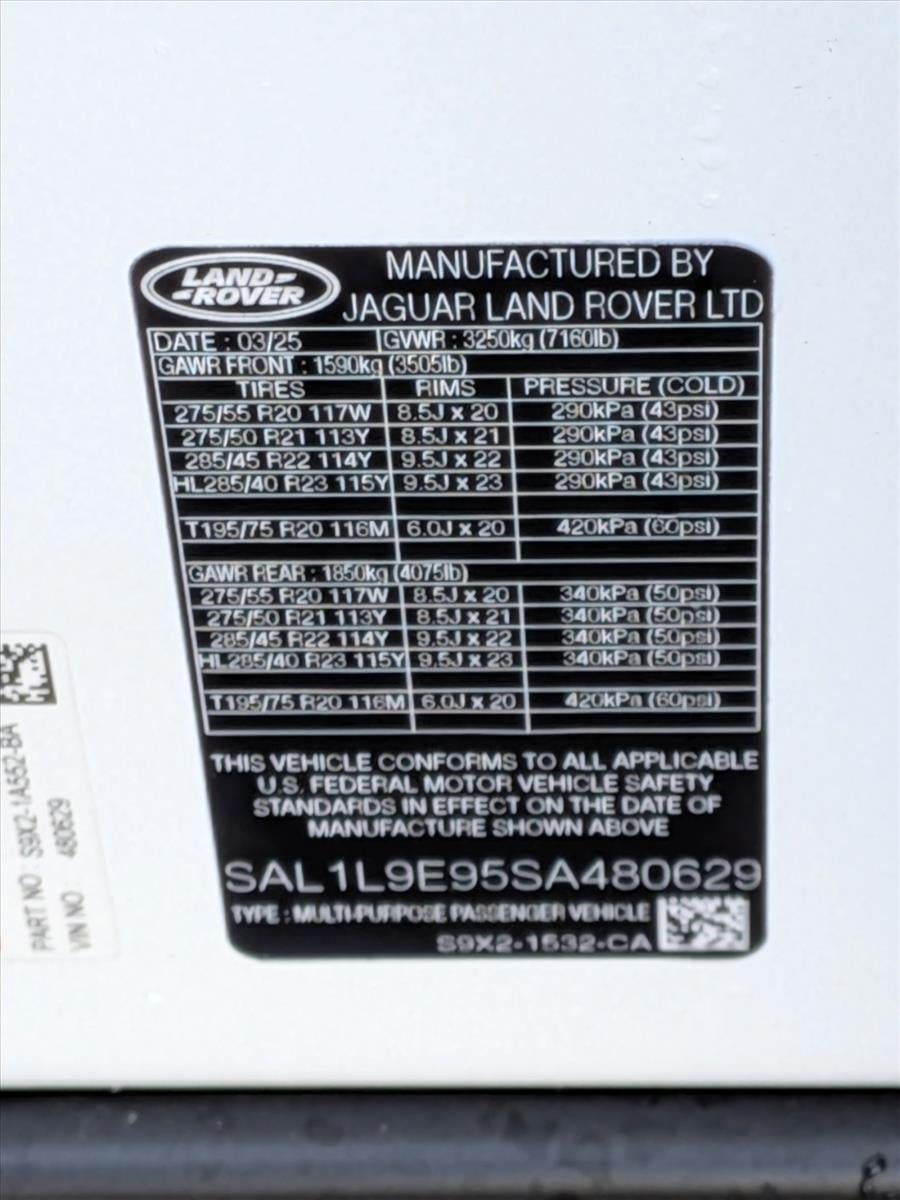 LAND-
-ROVER
MANUFACTURED BY
JAGUAR LAND ROVER LTD
DATE : 03/25 GVWR : 3250kg (7160lb)
GAWR FRONT : 1590kg (3505lb)
TIRES RIMS PRESSURE (COLD)
275/55 R20 117W 8.5J x 20 290kPa (43psi)
275/50 R21 113Y 8.5J x 21 290kPa (43psi)
285/45 R22 114Y 9.5J x 22 290kPa (43psi)
HL285/40 R23 115Y 9.5J x 23 290kPa (43psi)
T195/75 R20 116M 6.0J x 20 420kPa (60psi)
GAWR REAR : 1850kg (4075lb)
275/55 R20 117W 8.5J x 20 340kPa (50psi)
275/50 R21 113Y 8.5J x 21 340kPa (50psi)
285/45 R22 114Y 9.5J x 22 340kPa (50psi)
HL285/40 R23 115Y 9.5J x 23 340kPa (50psi)
T195/75 R20 116M 6.0J x 20 420kPa (60psi)
THIS VEHICLE CONFORMS TO ALL APPLICABLE
U.S. FEDERAL MOTOR VEHICLE SAFETY
STANDARDS IN EFFECT ON THE DATE OF
MANUFACTURE SHOWN ABOVE
SAL1L9E95SA480629
TYPE : MULTI-PURPOSE PASSENGER VEHICLE
S9X2-1532-CA
PART NO : S9X2-1A552-BA
VIN NO 480629